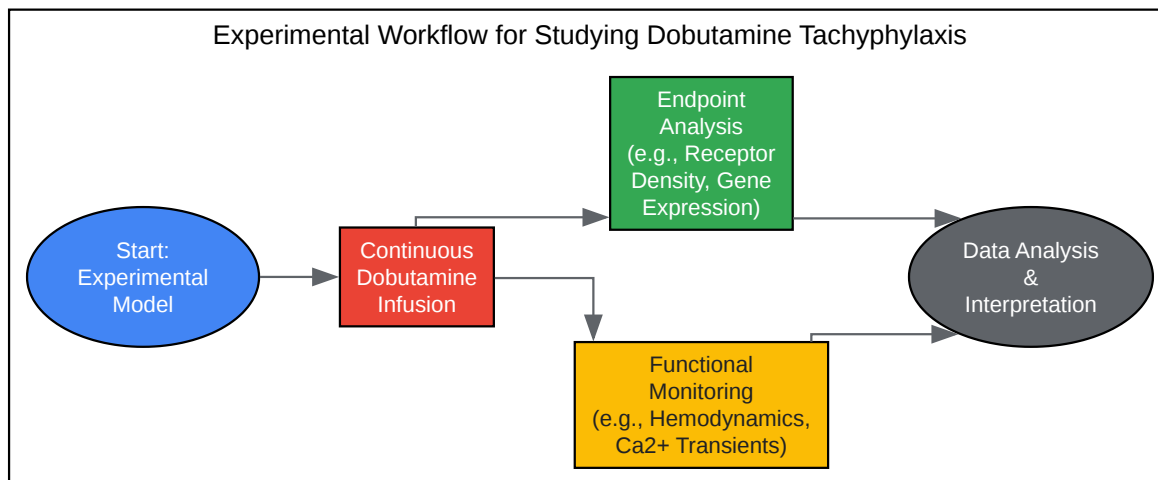 Experimental Workflow for Studying Dobutamine Tachyphylaxis
Start:
Experimental
Model
Continuous
Dobutamine
Infusion
Endpoint
Analysis
(e.g., Receptor
Density, Gene
Expression)
Functional
Monitoring
(e.g., Hemodynamics,
Ca2+ Transients)
Data Analysis
&
Interpretation